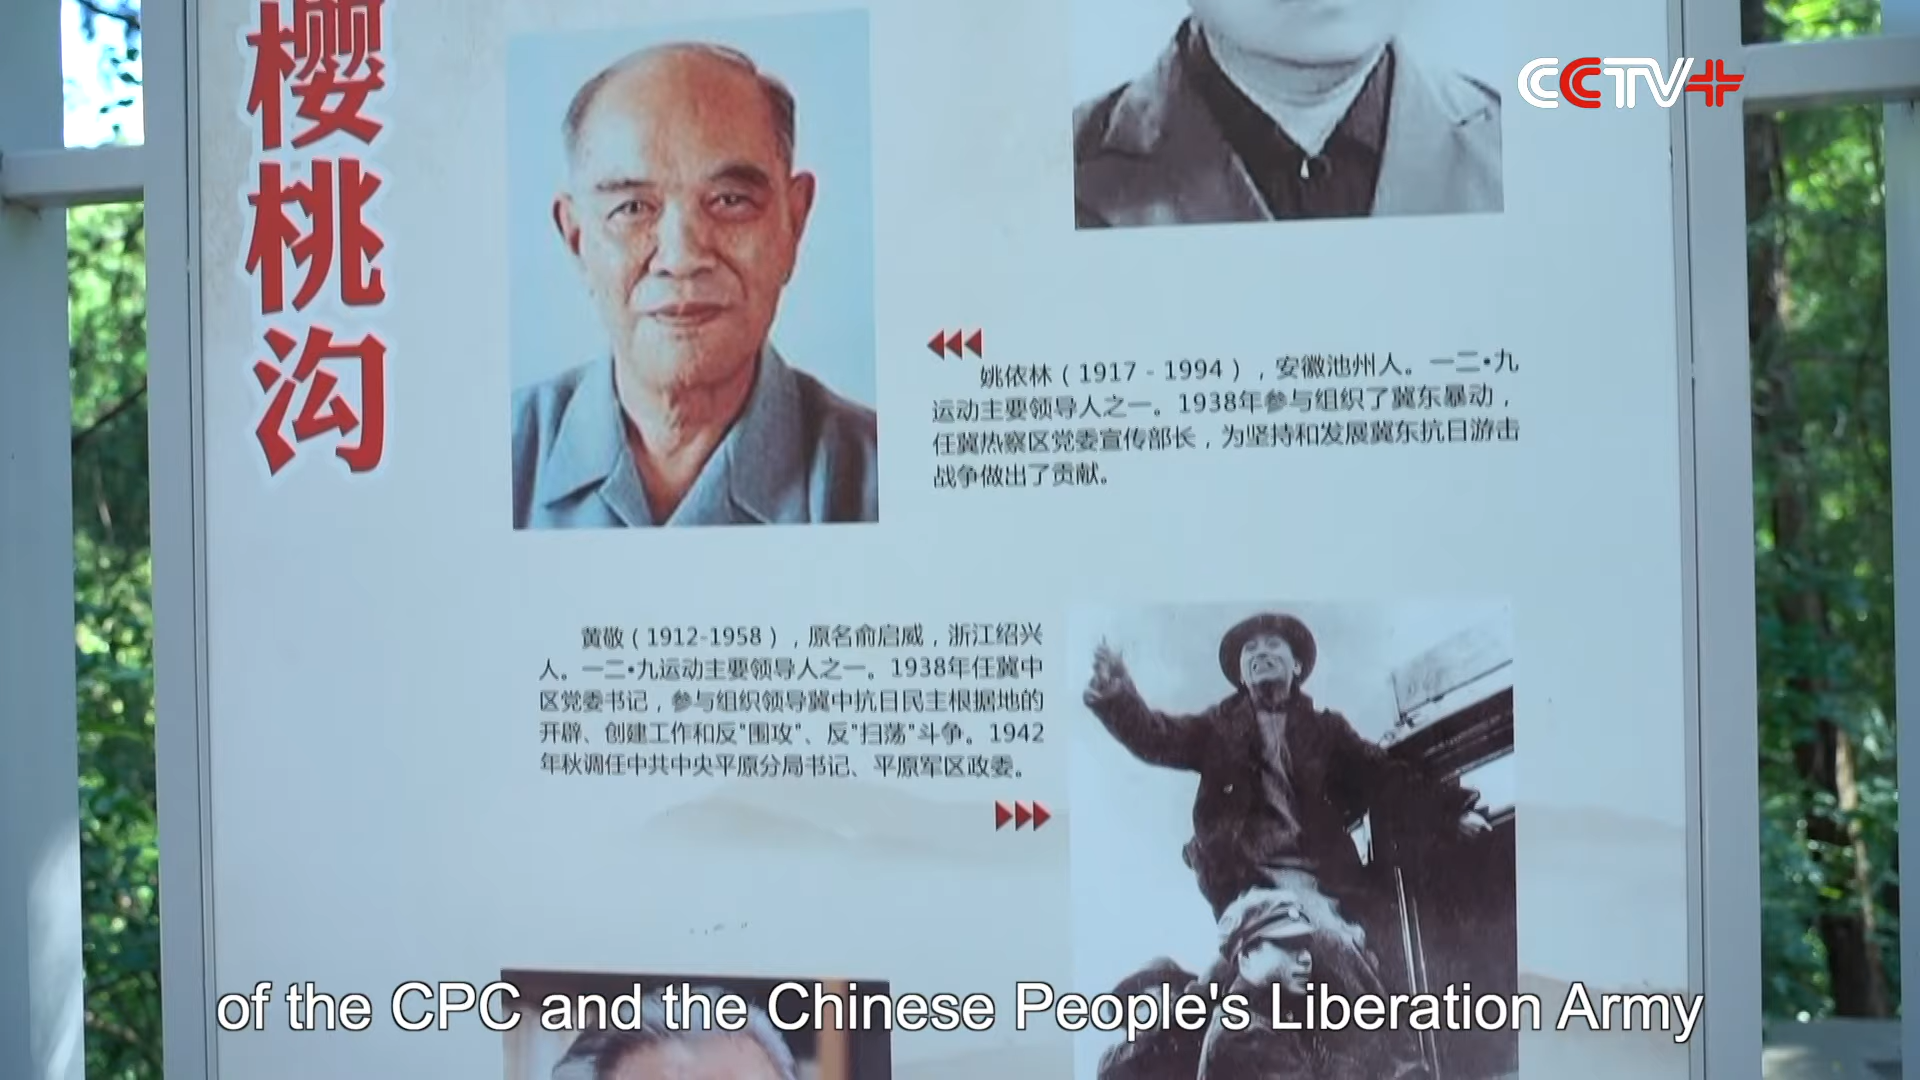 樱桃沟
CCTV+
姚依林（1917 - 1994），安徽池州人。一二•九
运动主要领导人之一。1938年参与组织了冀东暴动，
任冀热察区党委宣传部长，为坚持和发展冀东抗日游击
战争做出了贡献。
黄敬（1912-1958），原名俞启威，浙江绍兴
人。一二•九运动主要领导人之一。1938年任冀中
区党委书记，参与组织领导冀中抗日民主根据地的
开辟、创建工作和反"围攻"、反"扫荡"斗争。1942
年秋调任中共中央平原分局书记、平原军区政委。
of the CPC and the Chinese People's Liberation Army